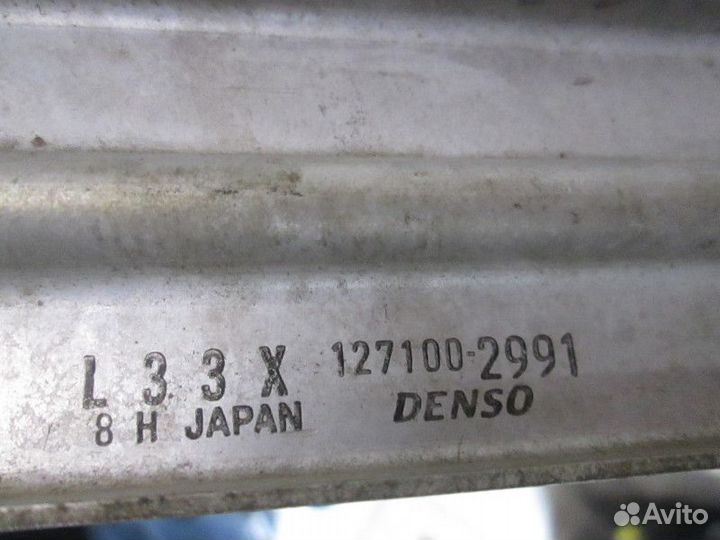 L 3 3 X 127100-2991
8 H JAPAN DENSO
Avito